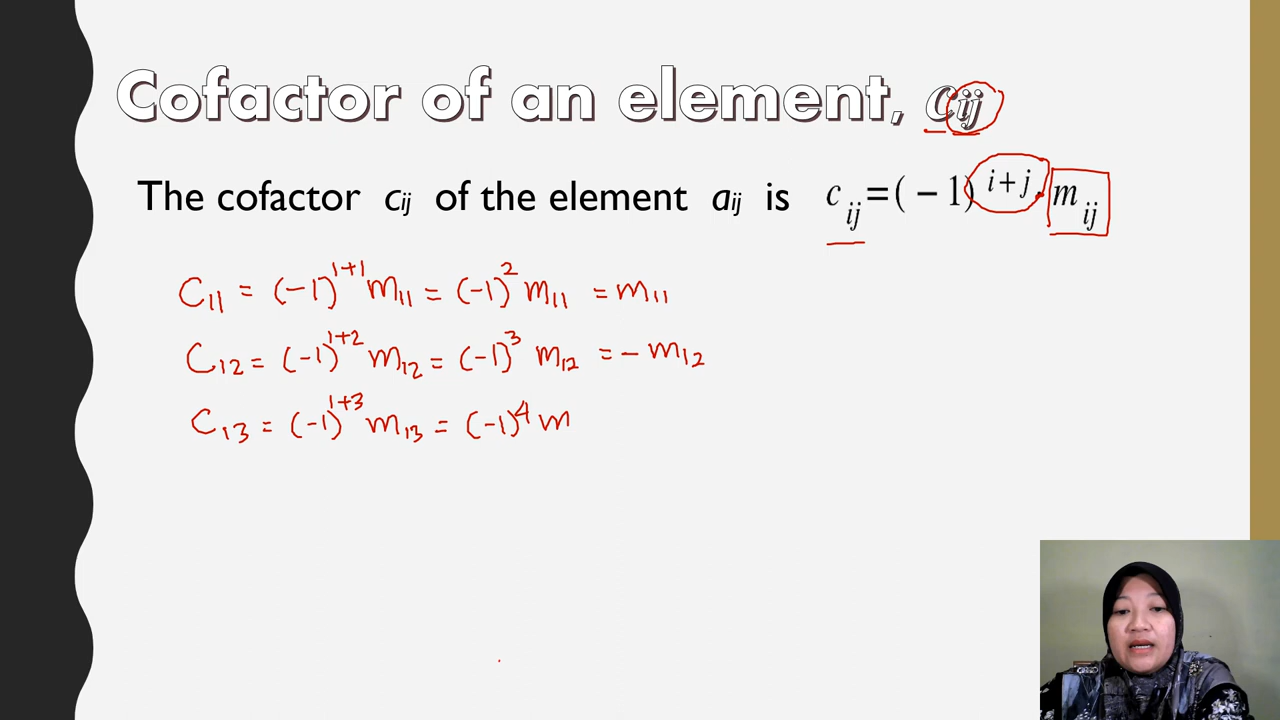 Cofactor of an element, cij
The cofactor cij of the element aij is c ij = (−1) i+j . m ij
C11 = (-1)^1+1 m11 = (-1)^2 m11 = m11
C12 = (-1)^1+2 m12 = (-1)^3 m12 = - m12
C13 = (-1)^1+3 m13 = (-1)^4 m